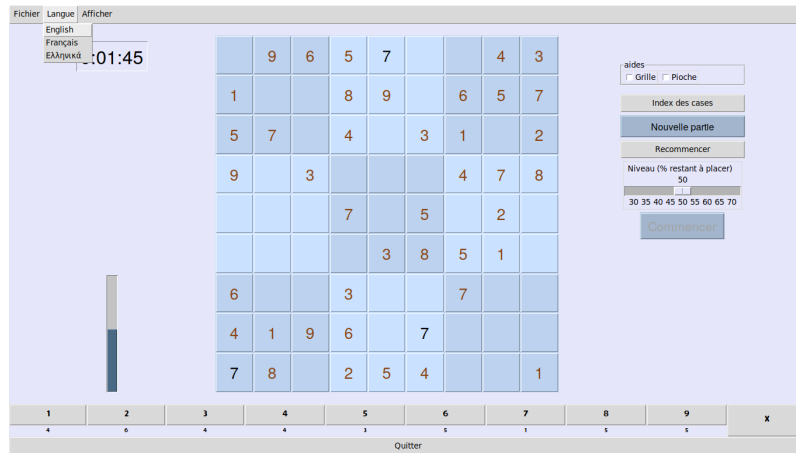 Fichier Langue Afficher
English
Français
Ελληνικά
:01:45
9 6 5 7 4 3
1 8 9 6 5 7
5 7 4 3 1 2
9 3 4 7 8
7 5 2
3 8 5 1
6 3 7
4 1 9 6 7
7 8 2 5 4 1
aides
Grille Pioche
Index des cases
Nouvelle partie
Recommencer
Niveau (% restant à placer)
50
30 35 40 45 50 55 60 65 70
Commencer
1 2 3 4 5 6 7 8 9 x
4 6 4 4 3 5 1 5 5
Quitter